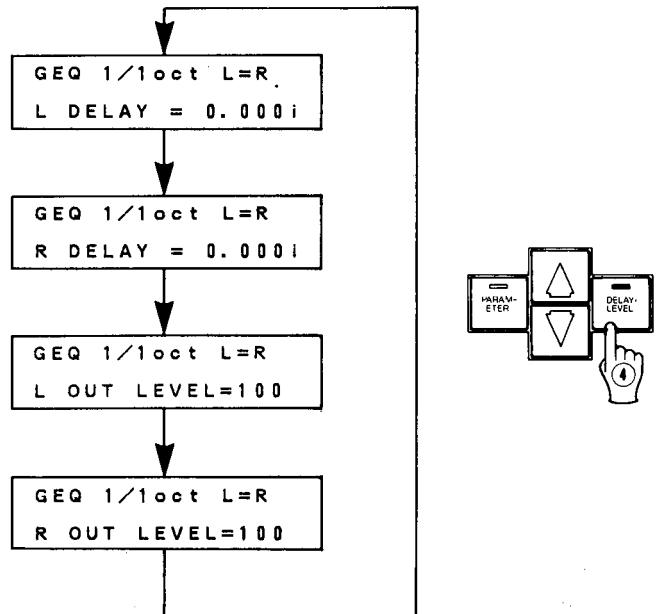 GEQ 1/1oct L=R
L DELAY = 0.000i
GEQ 1/1oct L=R
R DELAY = 0.000i
GEQ 1/1oct L=R
L OUT LEVEL=100
GEQ 1/1oct L=R
R OUT LEVEL=100
PARAM-
ETER
DELAY·
LEVEL
4